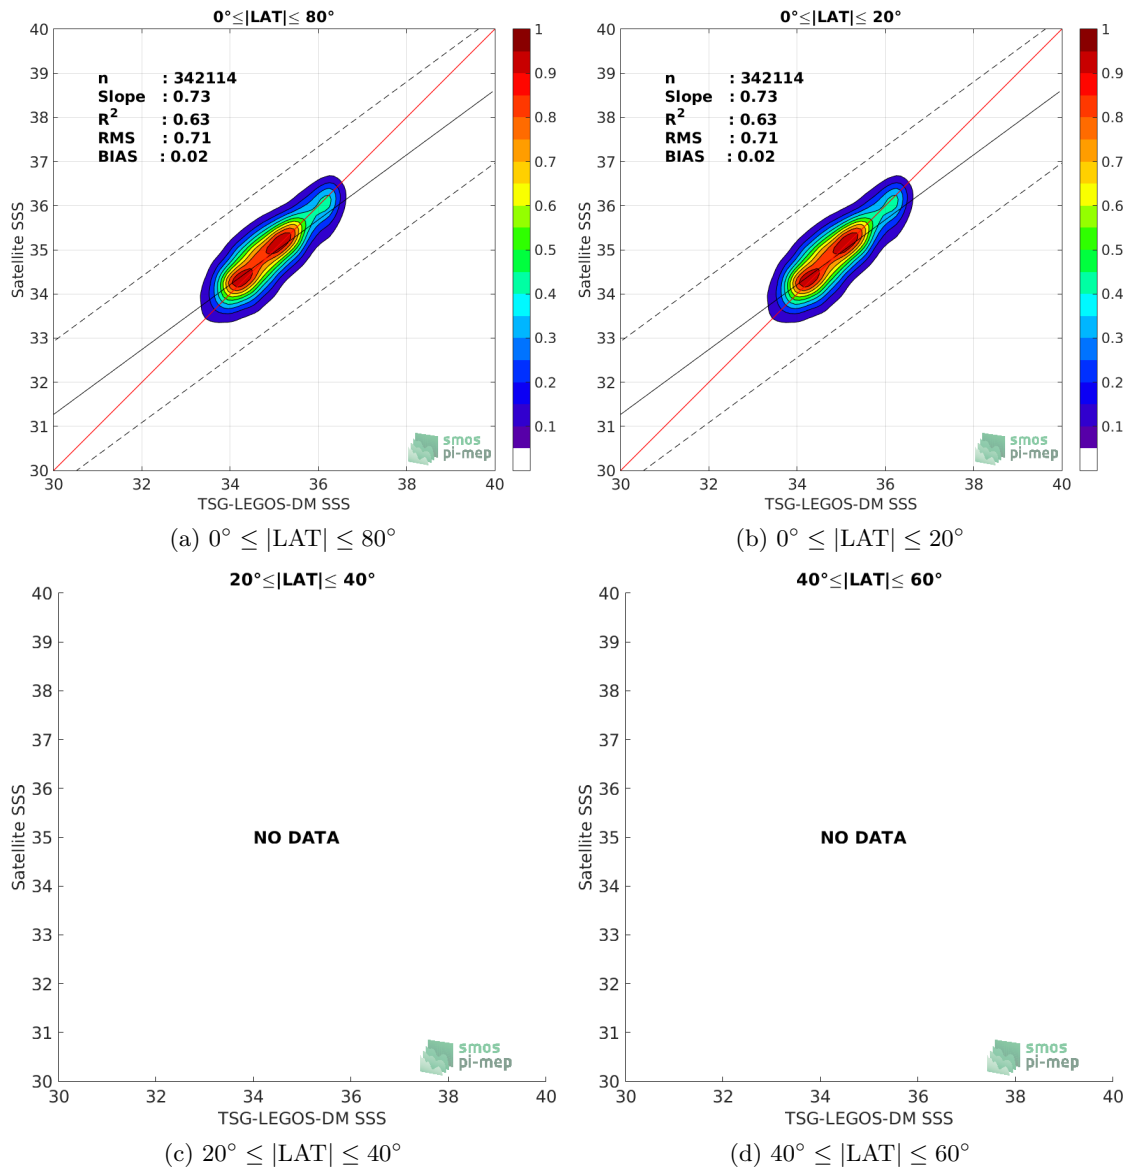 0°≤|LAT|≤ 80°
40
39
38
37
36
35
34
33
32
31
30
Satellite SSS
n : 342114
Slope : 0.73
R2 : 0.63
RMS : 0.71
BIAS : 0.02
smos
pi-mep
30 32 34 36 38 40
TSG-LEGOS-DM SSS
1
0.9
0.8
0.7
0.6
0.5
0.4
0.3
0.2
0.1
(a) 0° ≤ |LAT| ≤ 80°
0°≤|LAT|≤ 20°
40
39
38
37
36
35
34
33
32
31
30
Satellite SSS
n : 342114
Slope : 0.73
R2 : 0.63
RMS : 0.71
BIAS : 0.02
smos
pi-mep
30 32 34 36 38 40
TSG-LEGOS-DM SSS
1
0.9
0.8
0.7
0.6
0.5
0.4
0.3
0.2
0.1
(b) 0° ≤ |LAT| ≤ 20°
20°≤|LAT|≤ 40°
40
39
38
37
36
35
34
33
32
31
30
Satellite SSS
NO DATA
smos
pi-mep
30 32 34 36 38 40
TSG-LEGOS-DM SSS
(c) 20° ≤ |LAT| ≤ 40°
40°≤|LAT|≤ 60°
40
39
38
37
36
35
34
33
32
31
30
Satellite SSS
NO DATA
smos
pi-mep
30 32 34 36 38 40
TSG-LEGOS-DM SSS
(d) 40° ≤ |LAT| ≤ 60°